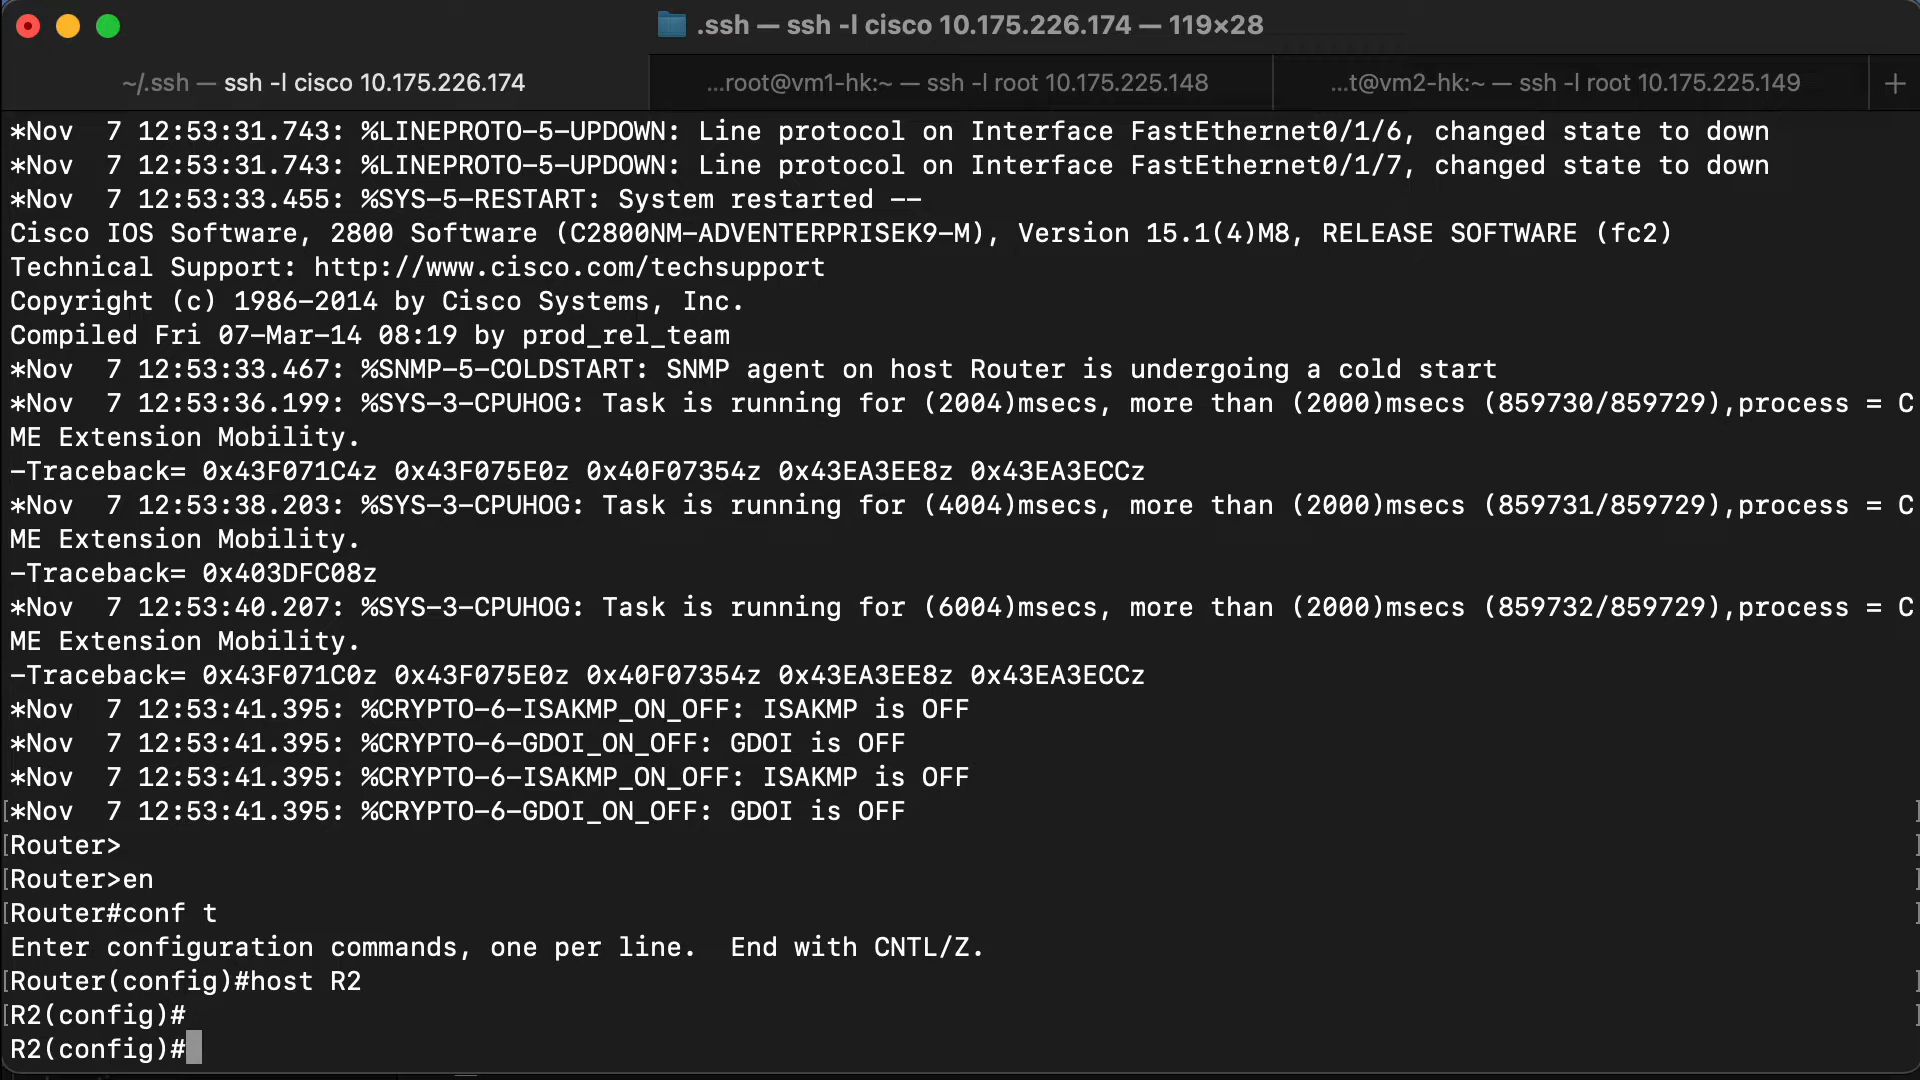 .ssh — ssh -l cisco 10.175.226.174 — 119×28
~/.ssh — ssh -l cisco 10.175.226.174
...root@vm1-hk:~ — ssh -l root 10.175.225.148
...t@vm2-hk:~ — ssh -l root 10.175.225.149
+
*Nov  7 12:53:31.743: %LINEPROTO-5-UPDOWN: Line protocol on Interface FastEthernet0/1/6, changed state to down
*Nov  7 12:53:31.743: %LINEPROTO-5-UPDOWN: Line protocol on Interface FastEthernet0/1/7, changed state to down
*Nov  7 12:53:33.455: %SYS-5-RESTART: System restarted --
Cisco IOS Software, 2800 Software (C2800NM-ADVENTERPRISEK9-M), Version 15.1(4)M8, RELEASE SOFTWARE (fc2)
Technical Support: http://www.cisco.com/techsupport
Copyright (c) 1986-2014 by Cisco Systems, Inc.
Compiled Fri 07-Mar-14 08:19 by prod_rel_team
*Nov  7 12:53:33.467: %SNMP-5-COLDSTART: SNMP agent on host Router is undergoing a cold start
*Nov  7 12:53:36.199: %SYS-3-CPUHOG: Task is running for (2004)msecs, more than (2000)msecs (859730/859729),process = C
ME Extension Mobility.
-Traceback= 0x43F071C4z 0x43F075E0z 0x40F07354z 0x43EA3EE8z 0x43EA3ECCz
*Nov  7 12:53:38.203: %SYS-3-CPUHOG: Task is running for (4004)msecs, more than (2000)msecs (859731/859729),process = C
ME Extension Mobility.
-Traceback= 0x403DFC08z
*Nov  7 12:53:40.207: %SYS-3-CPUHOG: Task is running for (6004)msecs, more than (2000)msecs (859732/859729),process = C
ME Extension Mobility.
-Traceback= 0x43F071C0z 0x43F075E0z 0x40F07354z 0x43EA3EE8z 0x43EA3ECCz
*Nov  7 12:53:41.395: %CRYPTO-6-ISAKMP_ON_OFF: ISAKMP is OFF
*Nov  7 12:53:41.395: %CRYPTO-6-GDOI_ON_OFF: GDOI is OFF
*Nov  7 12:53:41.395: %CRYPTO-6-ISAKMP_ON_OFF: ISAKMP is OFF
*Nov  7 12:53:41.395: %CRYPTO-6-GDOI_ON_OFF: GDOI is OFF
Router>
Router>en
Router#conf t
Enter configuration commands, one per line.  End with CNTL/Z.
Router(config)#host R2
R2(config)#
R2(config)#